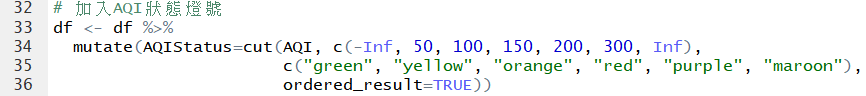 32 # 加入AQI狀態燈號
33 df <- df %>%
34   mutate(AQIStatus=cut(AQI, c(-Inf, 50, 100, 150, 200, 300, Inf),
35                        c("green", "yellow", "orange", "red", "purple", "maroon"),
36                        ordered_result=TRUE))